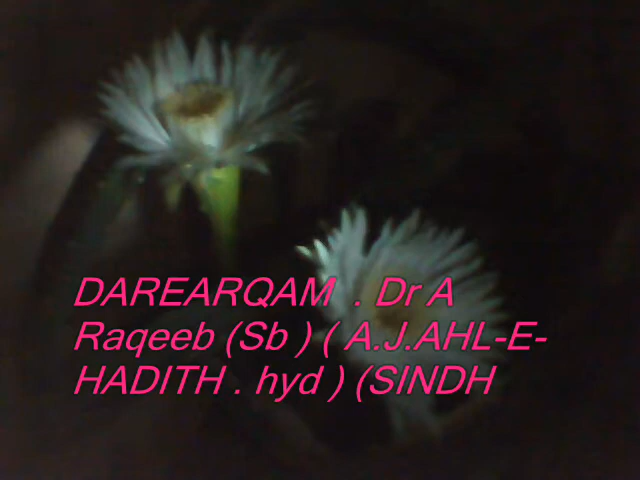 DAREARQAM . Dr A
Raqeeb (Sb ) ( A.J.AHL-E-
HADITH . hyd ) (SINDH